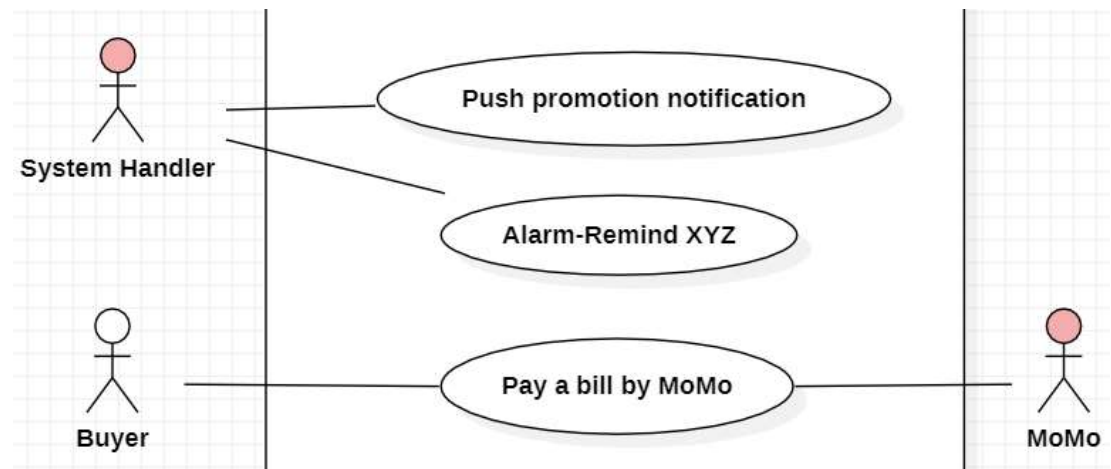 Push promotion notification
System Handler
Alarm-Remind XYZ
Pay a bill by MoMo
Buyer
MoMo